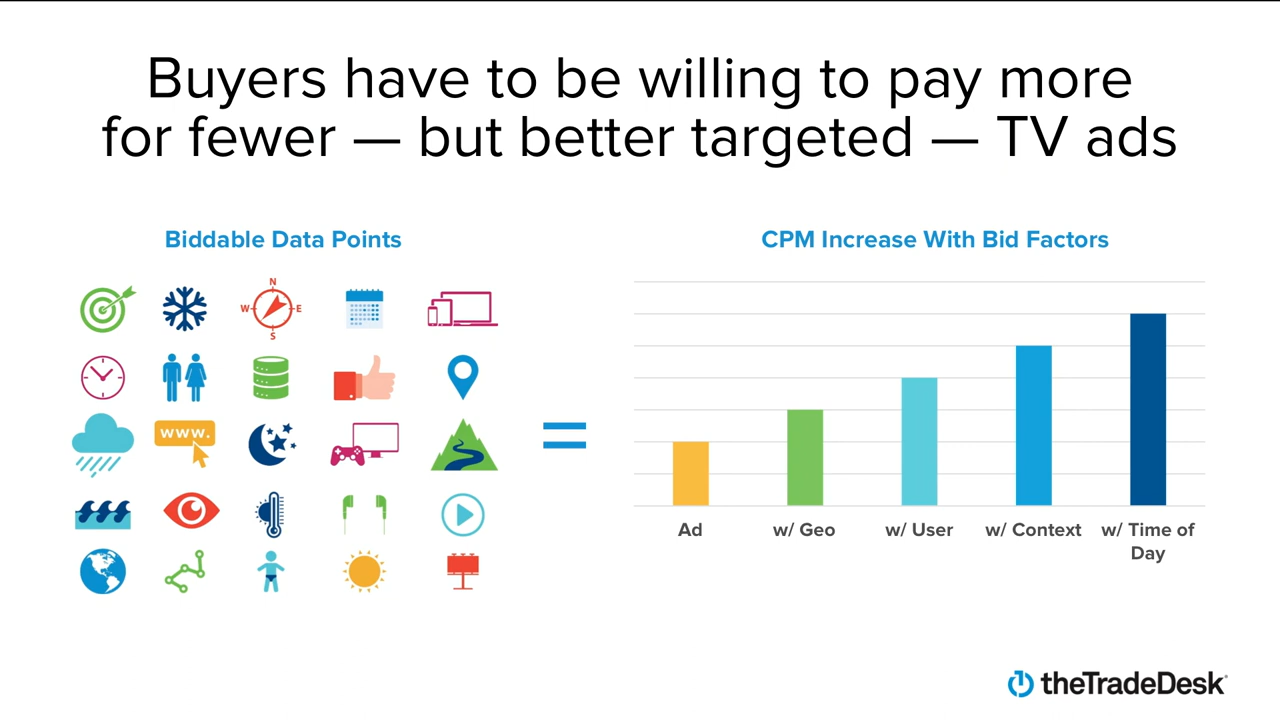 Buyers have to be willing to pay more
for fewer — but better targeted — TV ads
Biddable Data Points
CPM Increase With Bid Factors
N
W
E
S
www.
=
Ad
w/ Geo
w/ User
w/ Context
w/ Time of
Day
theTradeDesk